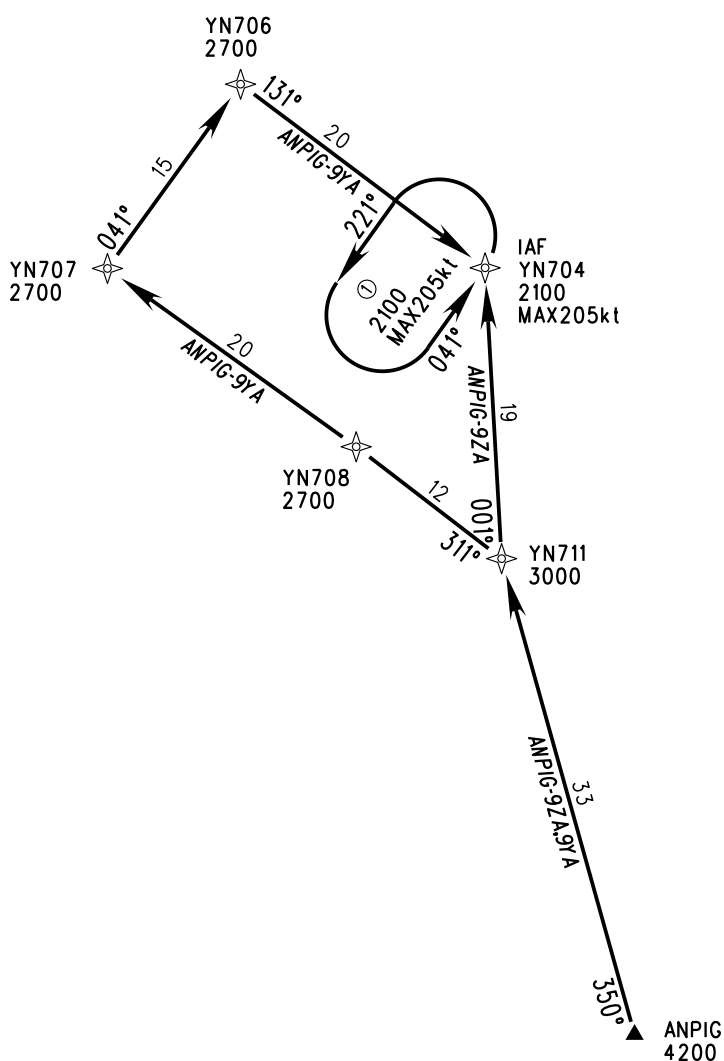 YN706
2700
131°
20
ANPIG-9YA
15
041°
221°
①
2100
MAX205kt
041°
IAF
YN704
2100
MAX205kt
YN707
2700
20
ANPIG-9YA
ANPIG-9ZA
19
YN708
2700
12
311°
001°
YN711
3000
ANPIG-9ZA,9YA
33
350°
ANPIG
4200